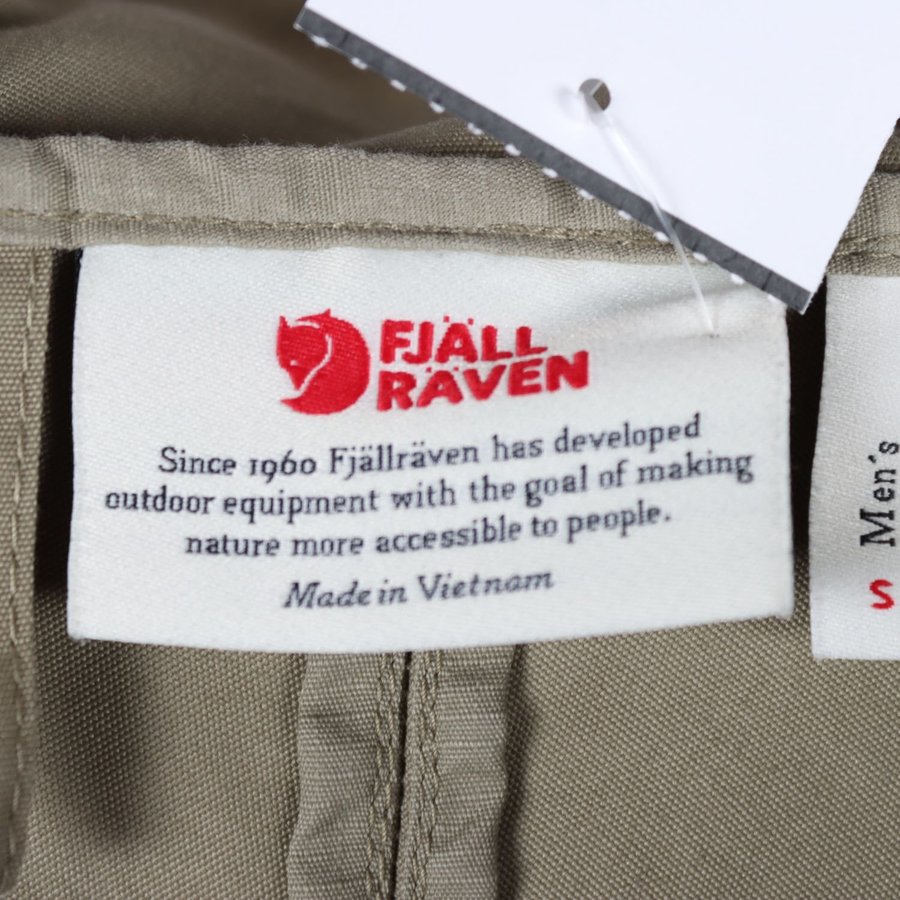 FJÄLL
RÄVEN
Since 1960 Fjällräven has developed
outdoor equipment with the goal of making
nature more accessible to people.
Made in Vietnam
Men´s
S